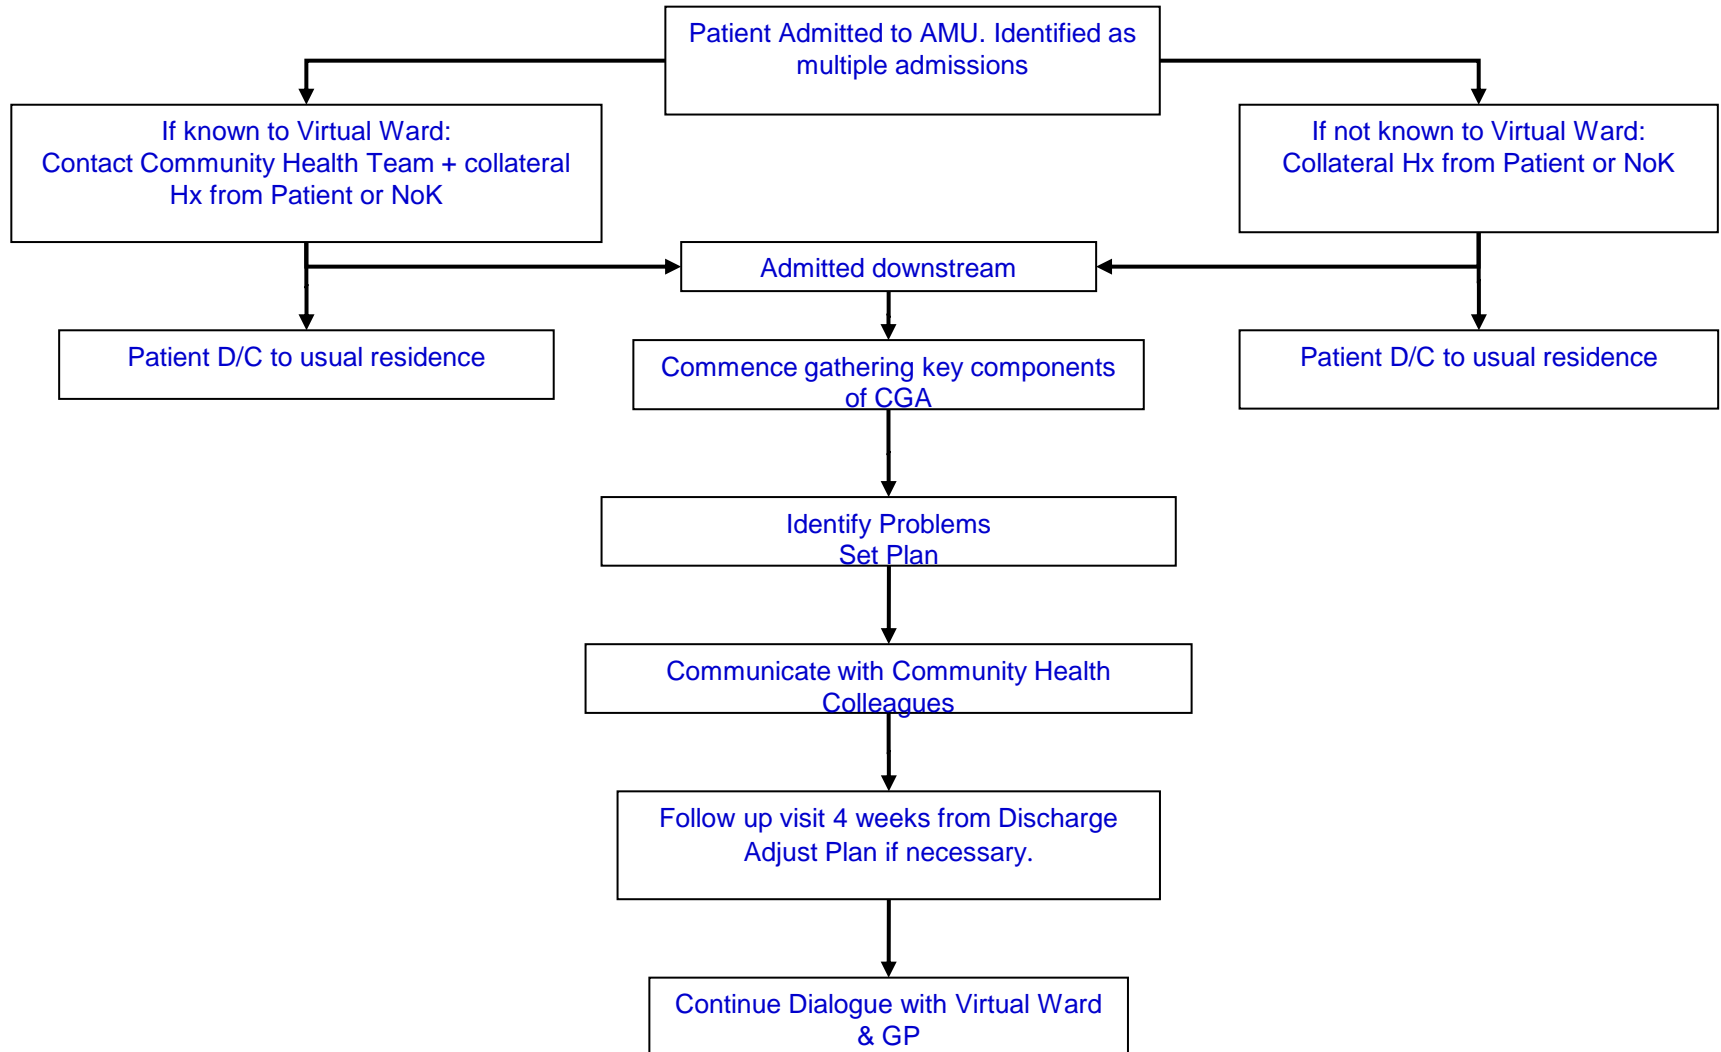 Patient Admitted to AMU. Identified as
multiple admissions
If known to Virtual Ward:
Contact Community Health Team + collateral
Hx from Patient or NoK
If not known to Virtual Ward:
Collateral Hx from Patient or NoK
Admitted downstream
Patient D/C to usual residence
Commence gathering key components
of CGA
Patient D/C to usual residence
Identify Problems
Set Plan
Communicate with Community Health
Colleagues
Follow up visit 4 weeks from Discharge
Adjust Plan if necessary.
Continue Dialogue with Virtual Ward
& GP